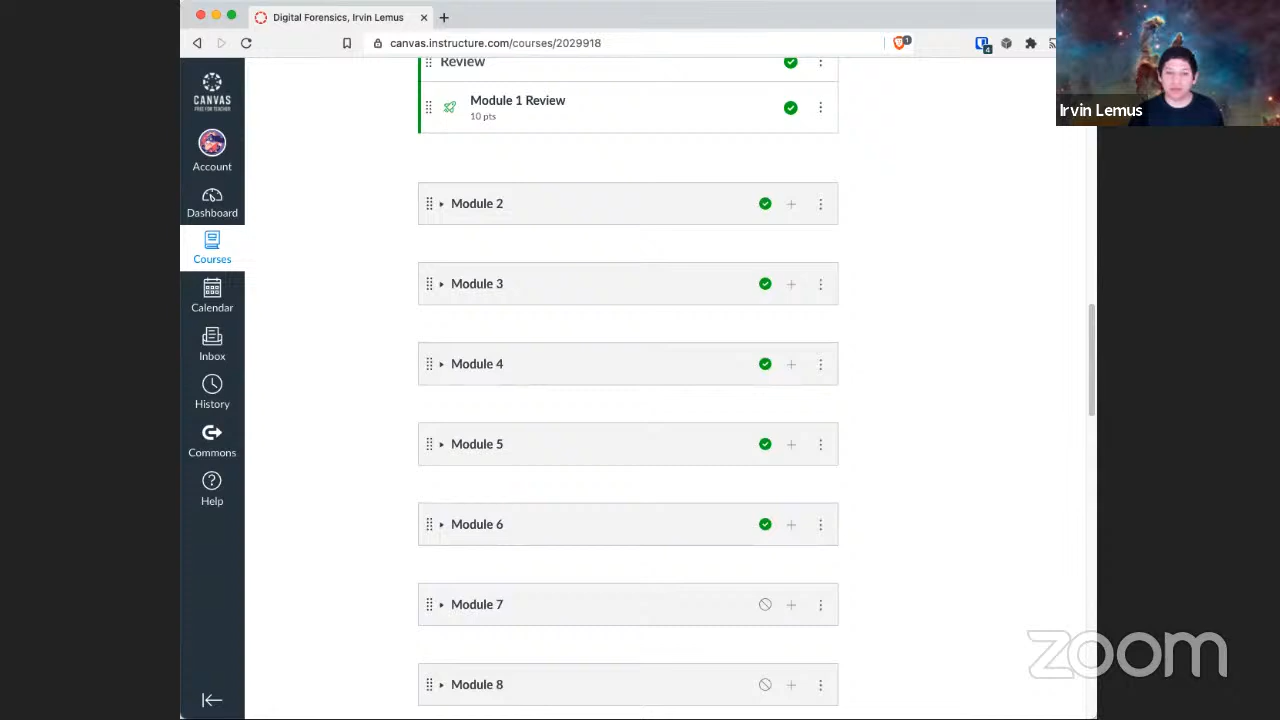 Digital Forensics, Irvin Lemus
canvas.instructure.com/courses/2029918
1
4
Irvin Lemus
CANVAS
FREE FOR TEACHER
Account
Dashboard
Courses
Calendar
Inbox
History
Commons
Help
Review
Module 1 Review
10 pts
Module 2
Module 3
Module 4
Module 5
Module 6
Module 7
Module 8
zoom